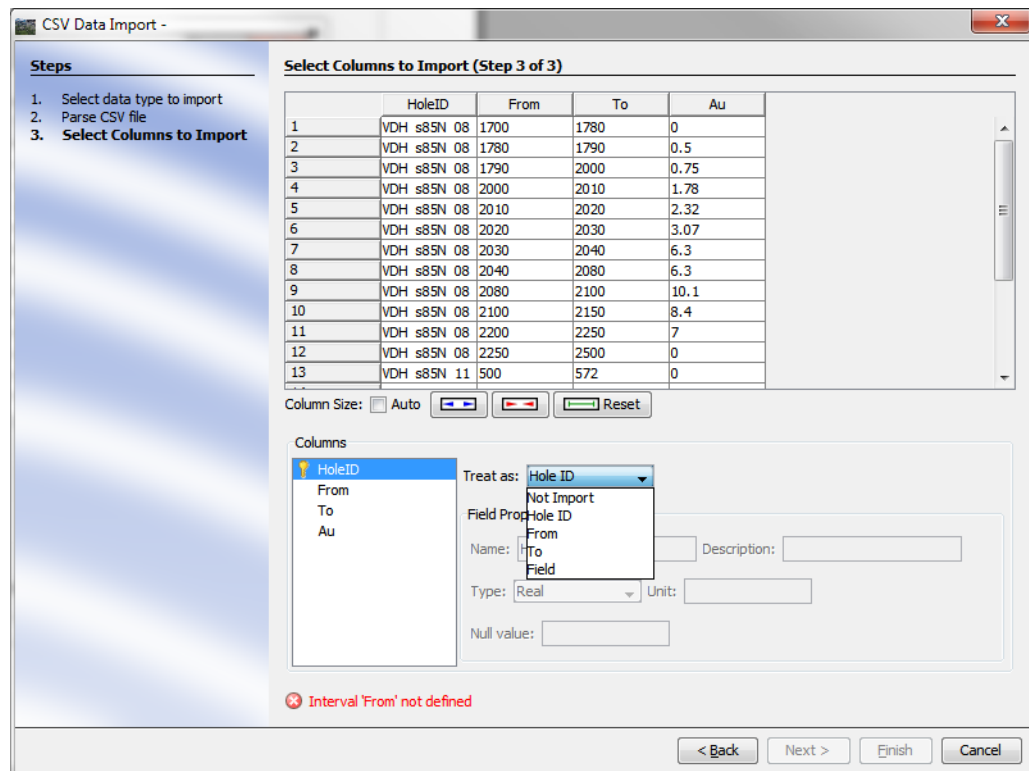 CSV Data Import -
Steps
1. Select data type to import
2. Parse CSV file
3. Select Columns to Import
Select Columns to Import (Step 3 of 3)
HoleID From To Au
1 VDH s85N 08 1700 1780 0
2 VDH s85N 08 1780 1790 0.5
3 VDH s85N 08 1790 2000 0.75
4 VDH s85N 08 2000 2010 1.78
5 VDH s85N 08 2010 2020 2.32
6 VDH s85N 08 2020 2030 3.07
7 VDH s85N 08 2030 2040 6.3
8 VDH s85N 08 2040 2080 6.3
9 VDH s85N 08 2080 2100 10.1
10 VDH s85N 08 2100 2150 8.4
11 VDH s85N 08 2200 2250 7
12 VDH s85N 08 2250 2500 0
13 VDH s85N 11 500 572 0
Column Size: Auto Reset
Columns
HoleID
From
To
Au
Treat as: Hole ID
Not Import
Hole ID
From
To
Field
Field Prop
Name: H Description:
Type: Real Unit:
Null value:
Interval 'From' not defined
< Back Next > Finish Cancel